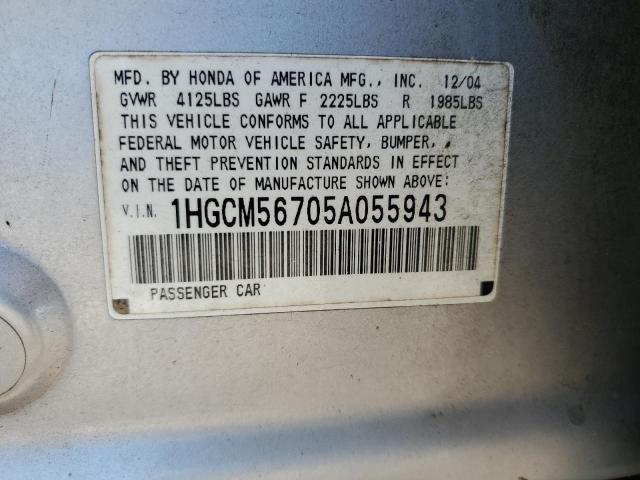 MFD. BY HONDA OF AMERICA MFG., INC. 12/04
GVWR 4125LBS GAWR F 2225LBS R 1985LBS
THIS VEHICLE CONFORMS TO ALL APPLICABLE
FEDERAL MOTOR VEHICLE SAFETY, BUMPER,
AND THEFT PREVENTION STANDARDS IN EFFECT
ON THE DATE OF MANUFACTURE SHOWN ABOVE:
V.I.N. 1HGCM56705A055943
PASSENGER CAR